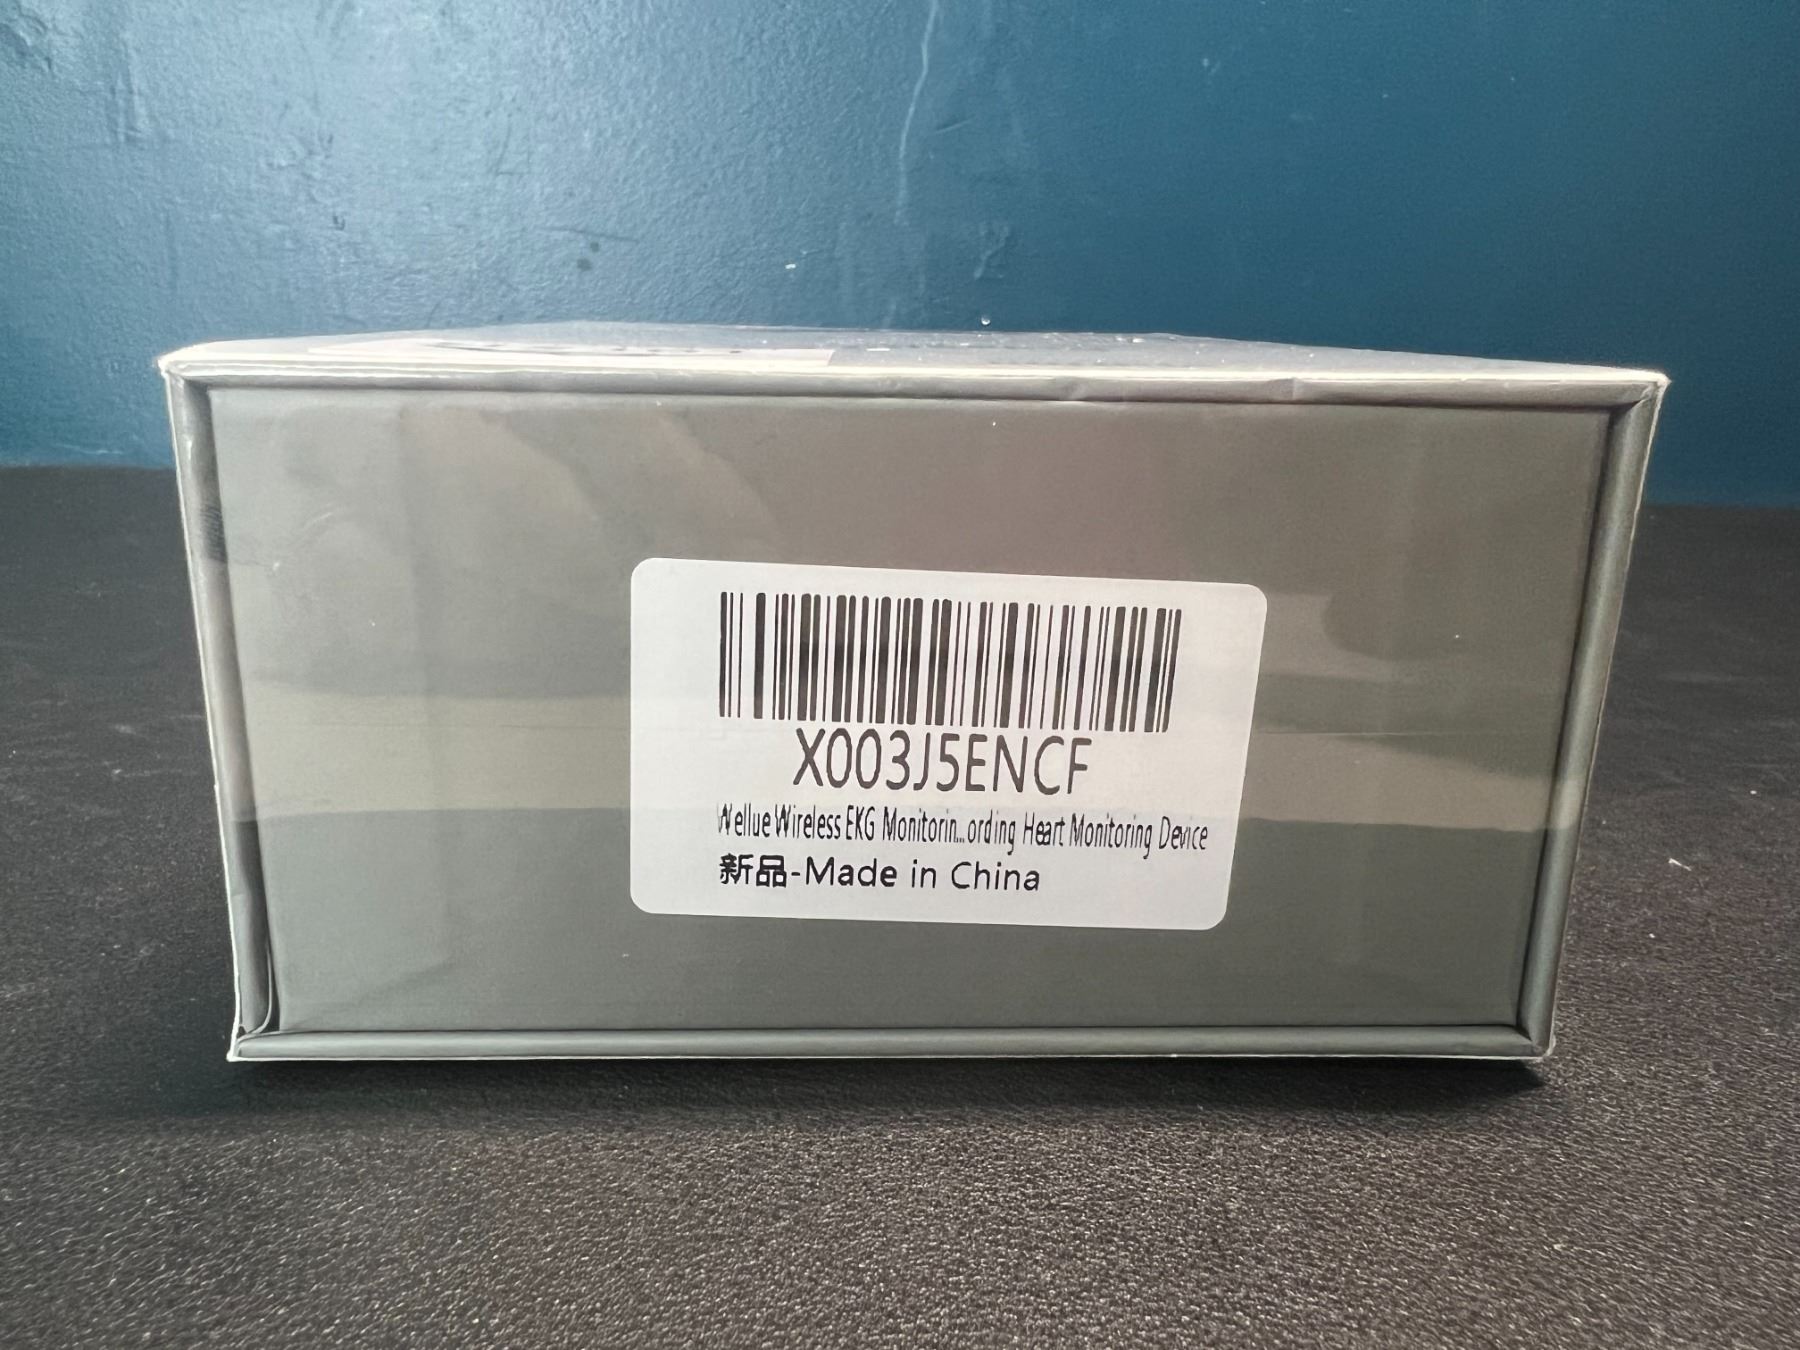 X003J5ENCF
Wellue Wireless EKG Monitorin...ording Heart Monitoring Device
新品-Made in China